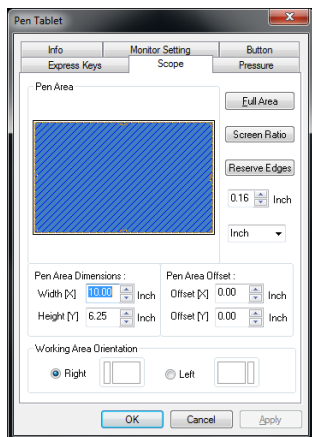 Pen Tablet
Info Monitor Setting Button
Express Keys Scope Pressure
Pen Area
Full Area
Screen Ratio
Reserve Edges
0.16 Inch
Inch
Pen Area Dimensions : Pen Area Offset :
Width [X] 10.00 Inch Offset [X] 0.00 Inch
Height [Y] 6.25 Inch Offset [Y] 0.00 Inch
Working Area Orientation
Right Left
OK Cancel Apply